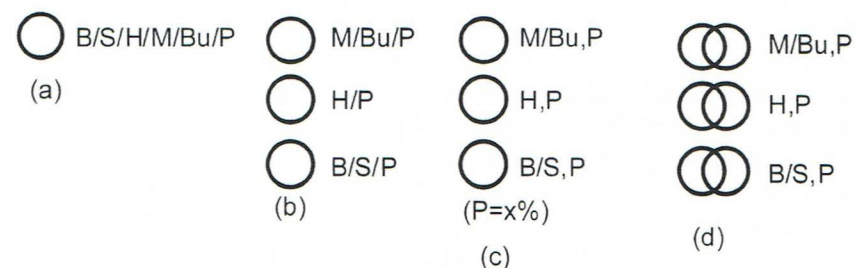 B/S/H/M/Bu/P
(a)
M/Bu/P
H/P
B/S/P
(b)
M/Bu,P
H,P
B/S,P
(P=x%)
(c)
M/Bu,P
H,P
B/S,P
(d)